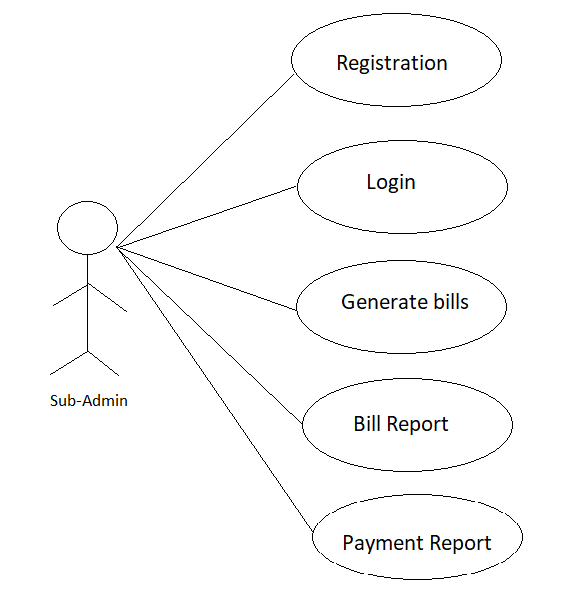 Registration
Login
Generate bills
Bill Report
Payment Report
Sub-Admin